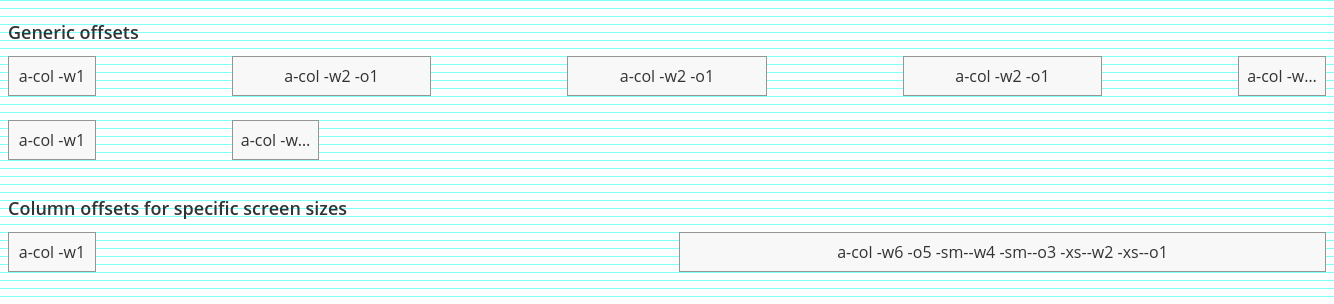 Generic offsets
a-col -w1 a-col -w2 -o1 a-col -w2 -o1 a-col -w2 -o1 a-col -w...
a-col -w1 a-col -w...
Column offsets for specific screen sizes
a-col -w1 a-col -w6 -o5 -sm--w4 -sm--o3 -xs--w2 -xs--o1